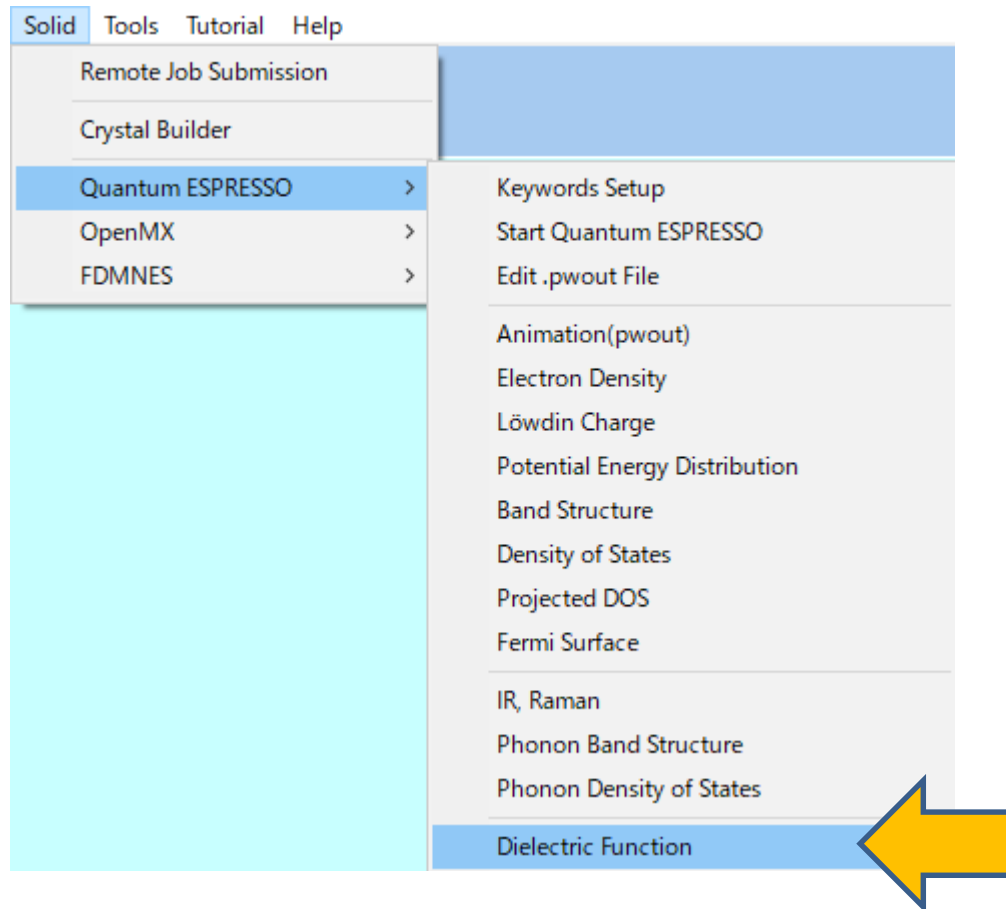 Solid Tools Tutorial Help
Remote Job Submission
Crystal Builder
Quantum ESPRESSO >
OpenMX >
FDMNES >
Keywords Setup
Start Quantum ESPRESSO
Edit .pwout File
Animation(pwout)
Electron Density
Löwdin Charge
Potential Energy Distribution
Band Structure
Density of States
Projected DOS
Fermi Surface
IR, Raman
Phonon Band Structure
Phonon Density of States
Dielectric Function